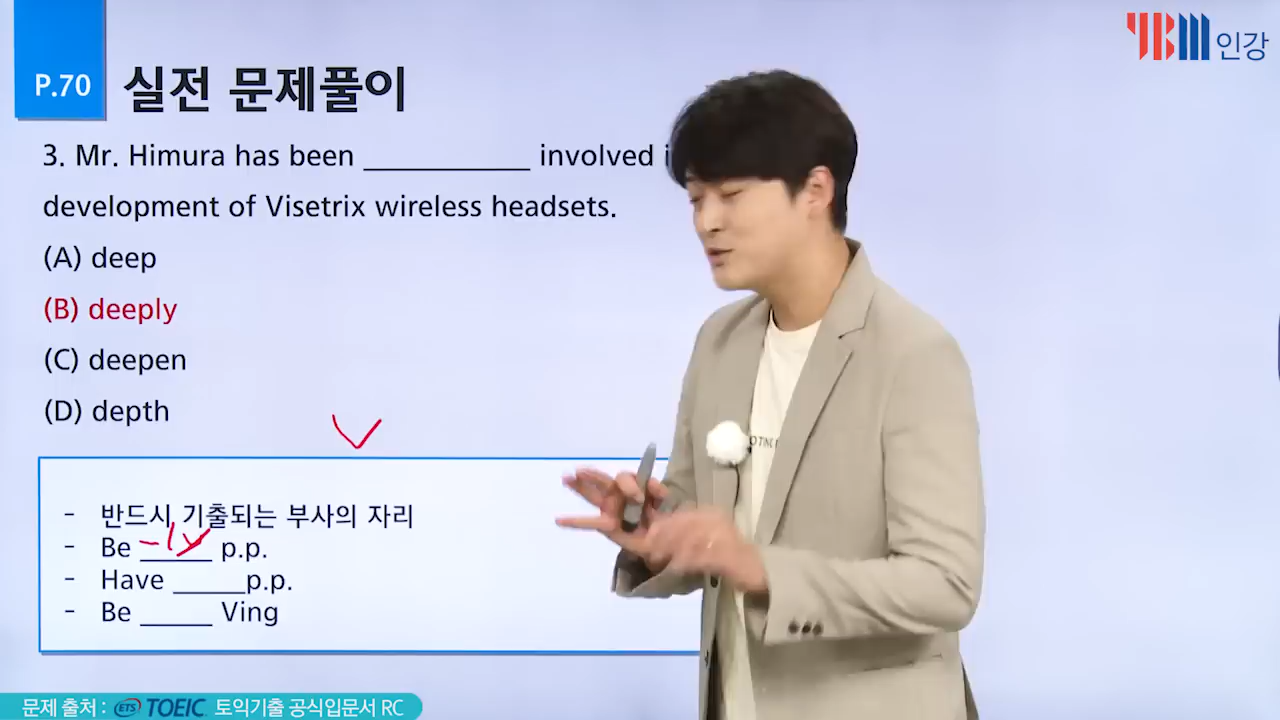 YBM 인강
P.70 실전 문제풀이
3. Mr. Himura has been ____________ involved
development of Visetrix wireless headsets.
(A) deep
(B) deeply
(C) deepen
(D) depth
- 반드시 기출되는 부사의 자리
- Be -ly p.p.
- Have _____p.p.
- Be _____ Ving
문제 출처 : ETS TOEIC 토익기출 공식입문서 RC